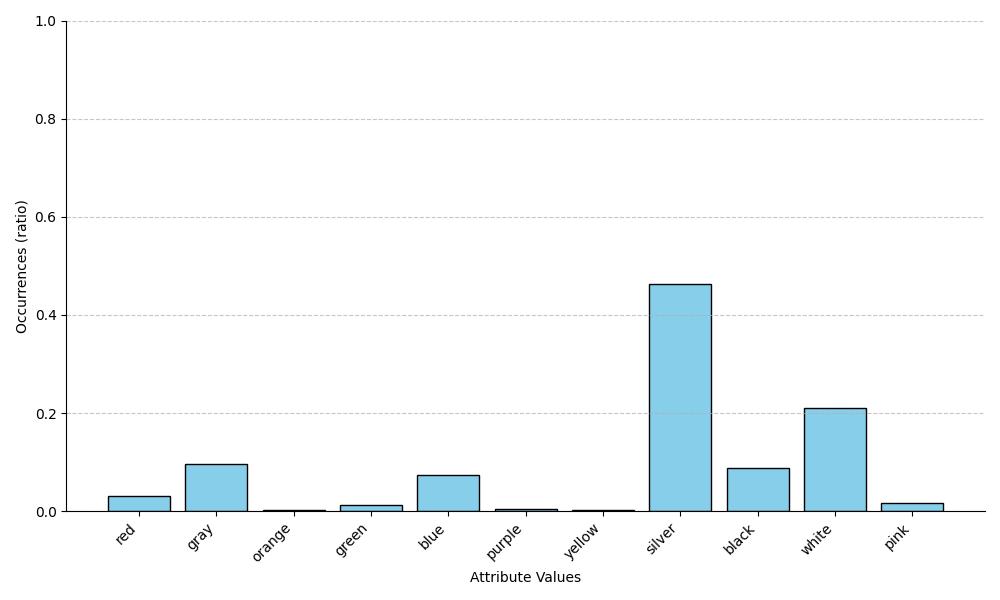 1.0
0.8
0.6
0.4
0.2
0.0
Occurrences (ratio)
red
gray
orange
green
blue
purple
yellow
silver
black
white
pink
Attribute Values